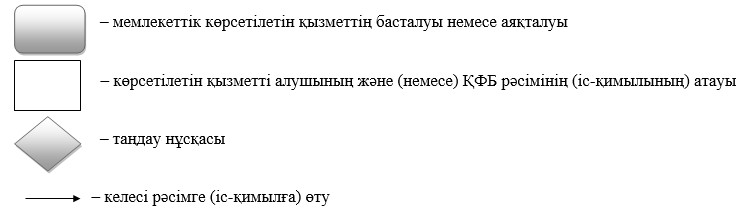 – мемлекеттік көрсетілетін қызметтің басталуы немесе аяқталуы
– көрсетілетін қызметті алушының және (немесе) ҚФБ рәсімінің (іс-қимылының) атауы
– таңдау нұсқасы
– келесі рәсімге (іс-қимылға) өту